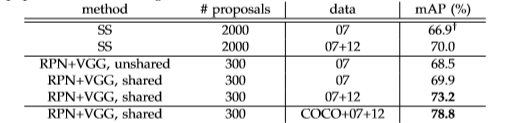 method # proposals data mAP (%)
SS 2000 07 66.9†
SS 2000 07+12 70.0
RPN+VGG, unshared 300 07 68.5
RPN+VGG, shared 300 07 69.9
RPN+VGG, shared 300 07+12 73.2
RPN+VGG, shared 300 COCO+07+12 78.8